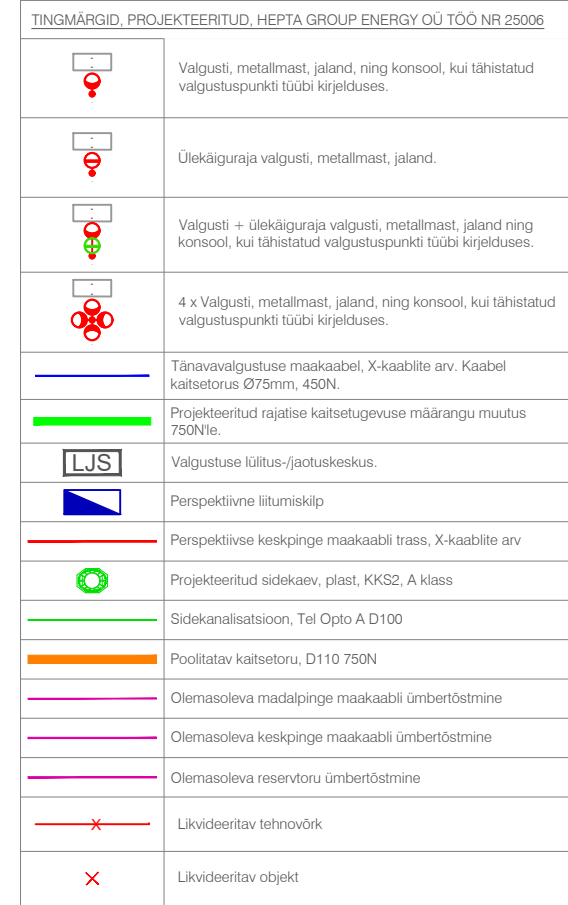 TINGMÄRGID, PROJEKTEERITUD, HEPTA GROUP ENERGY OÜ TÖÖ NR 25006
Valgusti, metallmast, jaland, ning konsool, kui tähistatud
valgustuspunkti tüübi kirjelduses.
Ülekäiguraja valgusti, metallmast, jaland.
Valgusti + ülekäiguraja valgusti, metallmast, jaland ning
konsool, kui tähistatud valgustuspunkti tüübi kirjelduses.
4 x Valgusti, metallmast, jaland, ning konsool, kui tähistatud
valgustuspunkti tüübi kirjelduses.
Tänavavalgustuse maakaabel, X-kaablite arv. Kaabel
kaitsetorus Ø75mm, 450N.
Projekteeritud rajatise kaitsetugevuse määrangu muutus
750N'le.
LJS
Valgustuse lülitus-/jaotuskeskus.
Perspektiivne liitumiskilp
Perspektiivse keskpinge maakaabli trass, X-kaablite arv
Projekteeritud sidekaev, plast, KKS2, A klass
Sidekanalisatsioon, Tel Opto A D100
Poolitatav kaitsetoru, D110 750N
Olemasoleva madalpinge maakaabli ümbertõstmine
Olemasoleva keskpinge maakaabli ümbertõstmine
Olemasoleva reservtoru ümbertõstmine
X
Likvideeritav tehnovõrk
Likvideeritav objekt